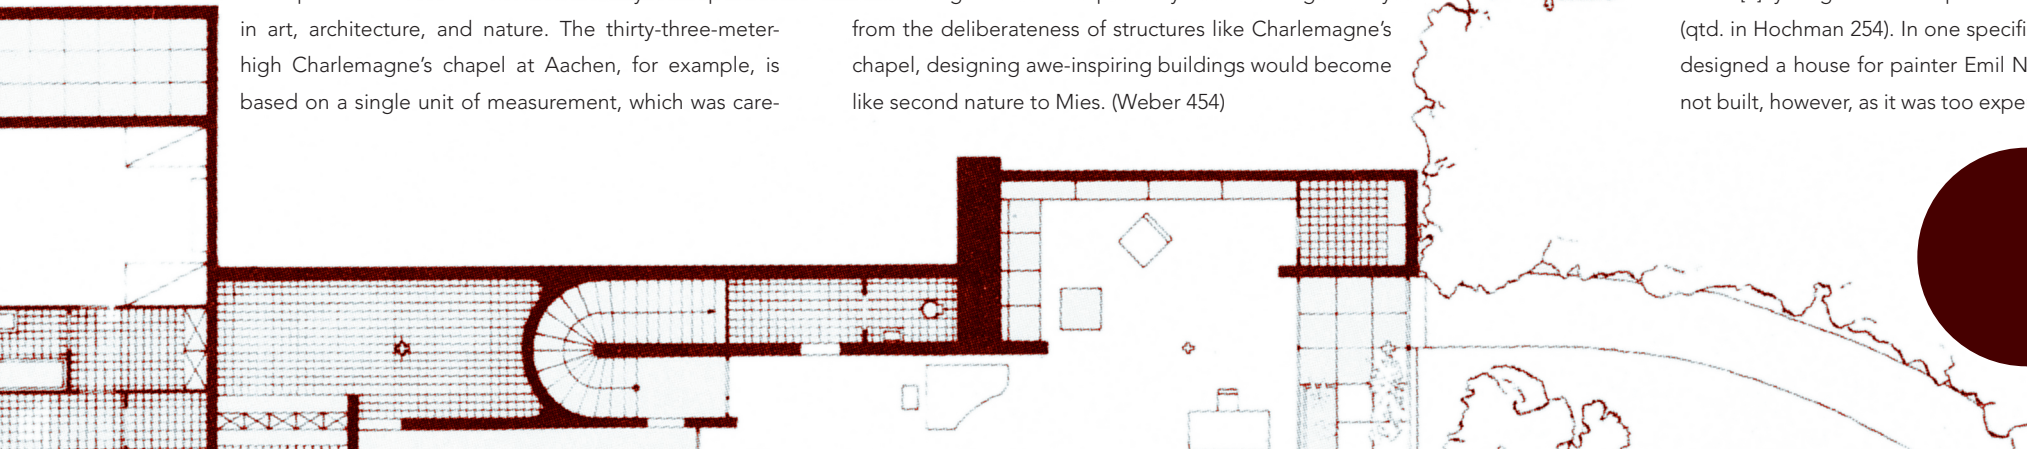 in art, architecture, and nature. The thirty-three-meter-
high Charlemagne’s chapel at Aachen, for example, is
based on a single unit of measurement, which was care-
from the deliberateness of structures like Charlemagne’s
chapel, designing awe-inspiring buildings would become
like second nature to Mies. (Weber 454)
(qtd. in Hochman 254). In one specifi
designed a house for painter Emil N
not built, however, as it was too expe